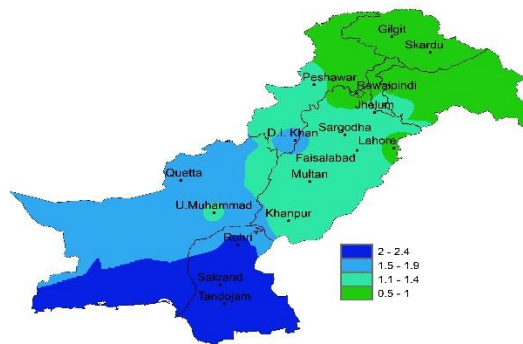 Gilgit
Skardu
Peshawar
Rawalpindi
Jhelum
D.I. Khan
Sargodha
Lahore
Faisalabad
Quetta
Multan
U.Muhammad
Khanpur
Rohri
Sakrand
Tandojam
2 - 2.4
1.5 - 1.9
1.1 - 1.4
0.5 - 1